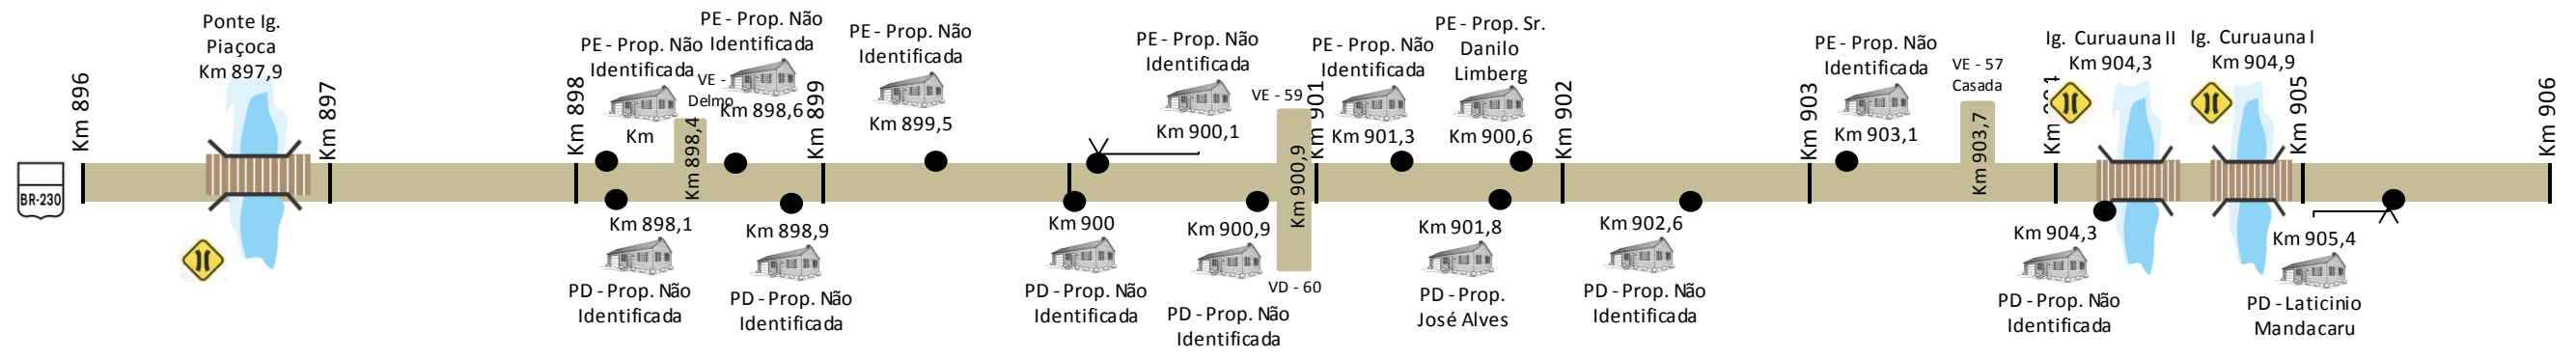 BR-230
Km 896
Ponte Ig.
Piaçoca
Km 897,9
Km 897
Km 898
PE - Prop. Não
Identificada
Km
Km 898,1
PD - Prop. Não
Identificada
VE -
Delmo
Km 898,4
PE - Prop. Não
Identificada
Km 898,6
Km 898,9
PD - Prop. Não
Identificada
Km 899
PE - Prop. Não
Identificada
Km 899,5
Km 900
PD - Prop. Não
Identificada
PE - Prop. Não
Identificada
Km 900,1
Km 900,9
PD - Prop. Não
Identificada
VE - 59
Km 900,9
VD - 60
Km 901
PE - Prop. Não
Identificada
Km 901,3
PE - Prop. Sr.
Danilo
Limberg
Km 900,6
Km 901,8
PD - Prop.
José Alves
Km 902
Km 902,6
PD - Prop. Não
Identificada
Km 903
PE - Prop. Não
Identificada
Km 903,1
VE - 57
Casada
Km 903,7
Km 904
Ig. Curuauna II
Km 904,3
Km 904,3
PD - Prop. Não
Identificada
Ig. Curuauna I
Km 904,9
Km 905
Km 905,4
PD - Laticinio
Mandacaru
Km 906